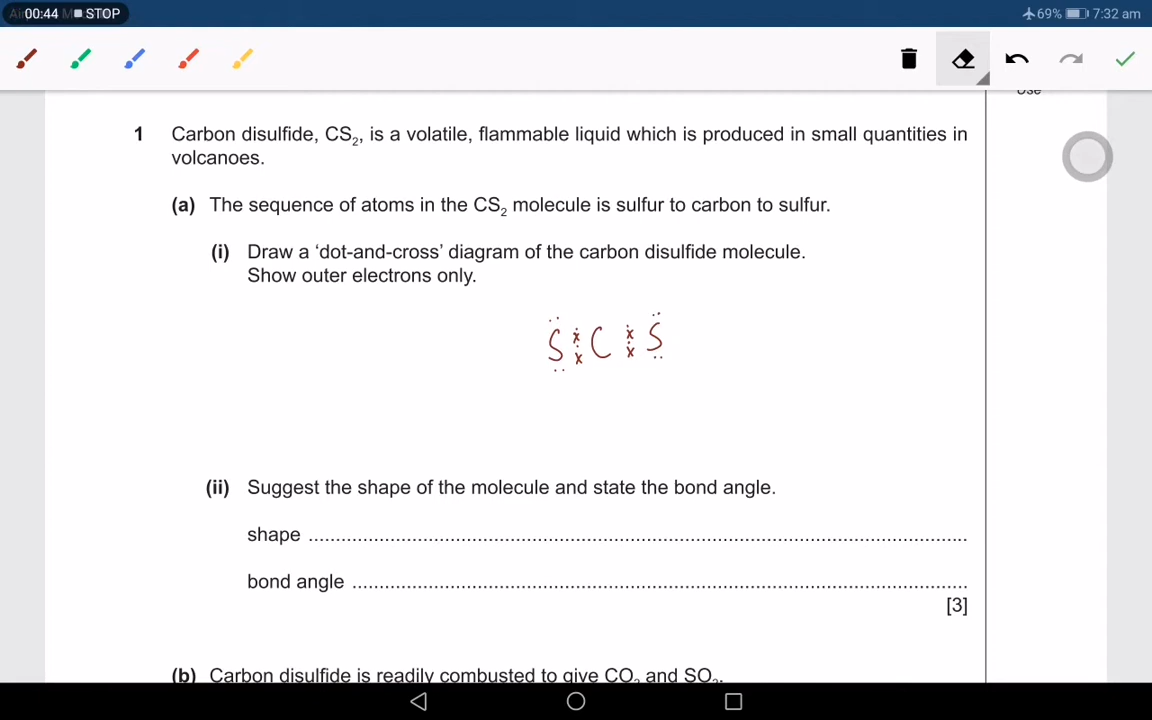 00:44 STOP 69% 7:32 am
Use
1 Carbon disulfide, CS2, is a volatile, flammable liquid which is produced in small quantities in
volcanoes.
(a) The sequence of atoms in the CS2 molecule is sulfur to carbon to sulfur.
(i) Draw a ‘dot-and-cross’ diagram of the carbon disulfide molecule.
Show outer electrons only.
S C S
(ii) Suggest the shape of the molecule and state the bond angle.
shape ........................................................................................................
bond angle ................................................................................................
[3]
(b) Carbon disulfide is readily combusted to give CO2 and SO2.